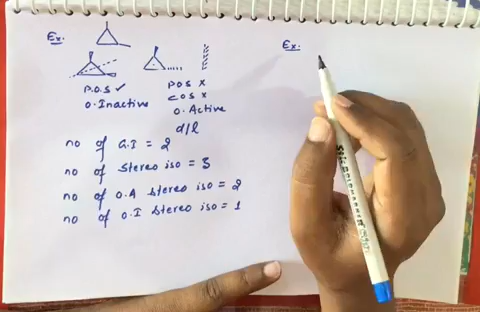 Ex.
P.O.S ✓
O.Inactive
POS x
COS x
O.Active
d/l
no of G.I = 2
no of stereo iso = 3
no of O.A stereo iso = 2
no of O.I stereo iso = 1
Ex.